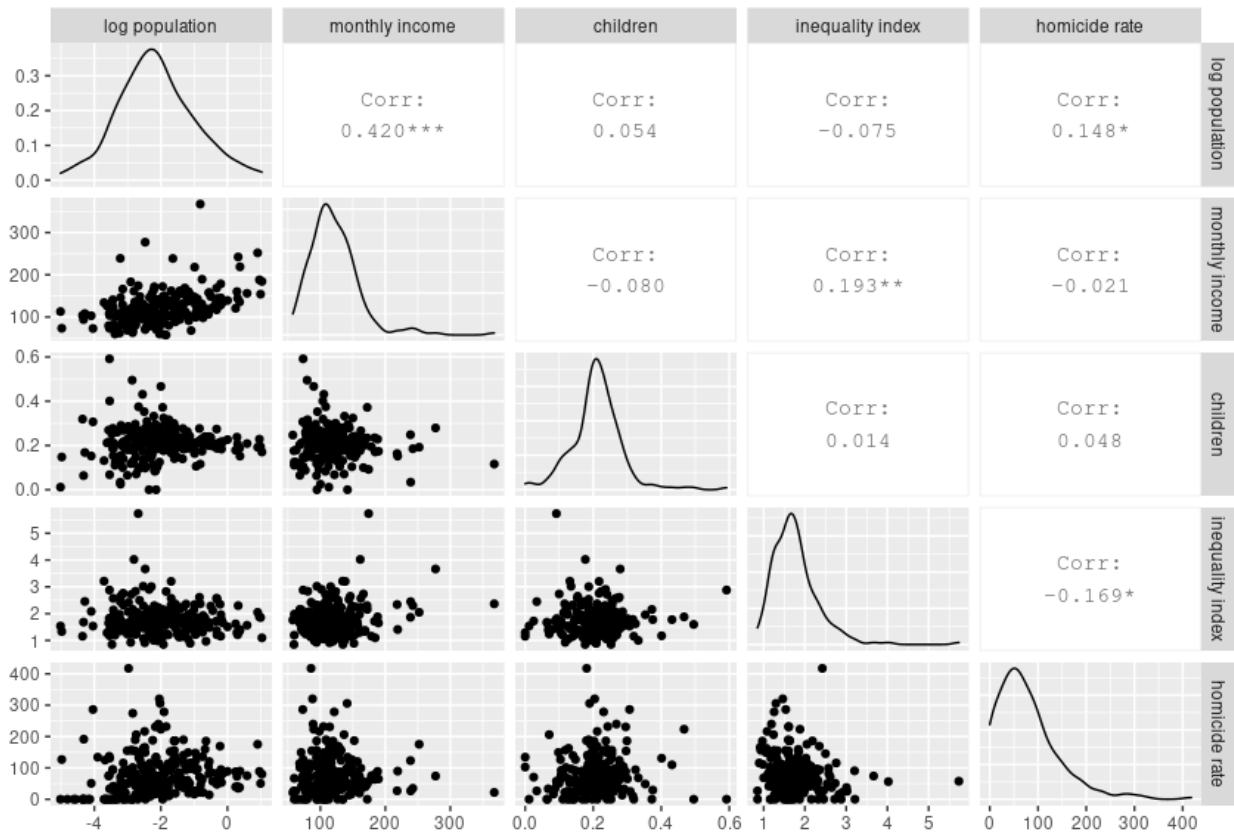 log population
monthly income
children
inequality index
homicide rate
0.3
0.2
0.1
0.0
Corr:
0.420***
Corr:
0.054
Corr:
-0.075
Corr:
0.148*
log population
300
200
100
Corr:
-0.080
Corr:
0.193**
Corr:
-0.021
monthly income
0.6
0.4
0.2
0.0
Corr:
0.014
Corr:
0.048
children
5
4
3
2
1
Corr:
-0.169*
inequality index
400
300
200
100
0
homicide rate
-4 -2 0
100 200 300
0.0 0.2 0.4 0.6
1 2 3 4 5
0 100 200 300 400